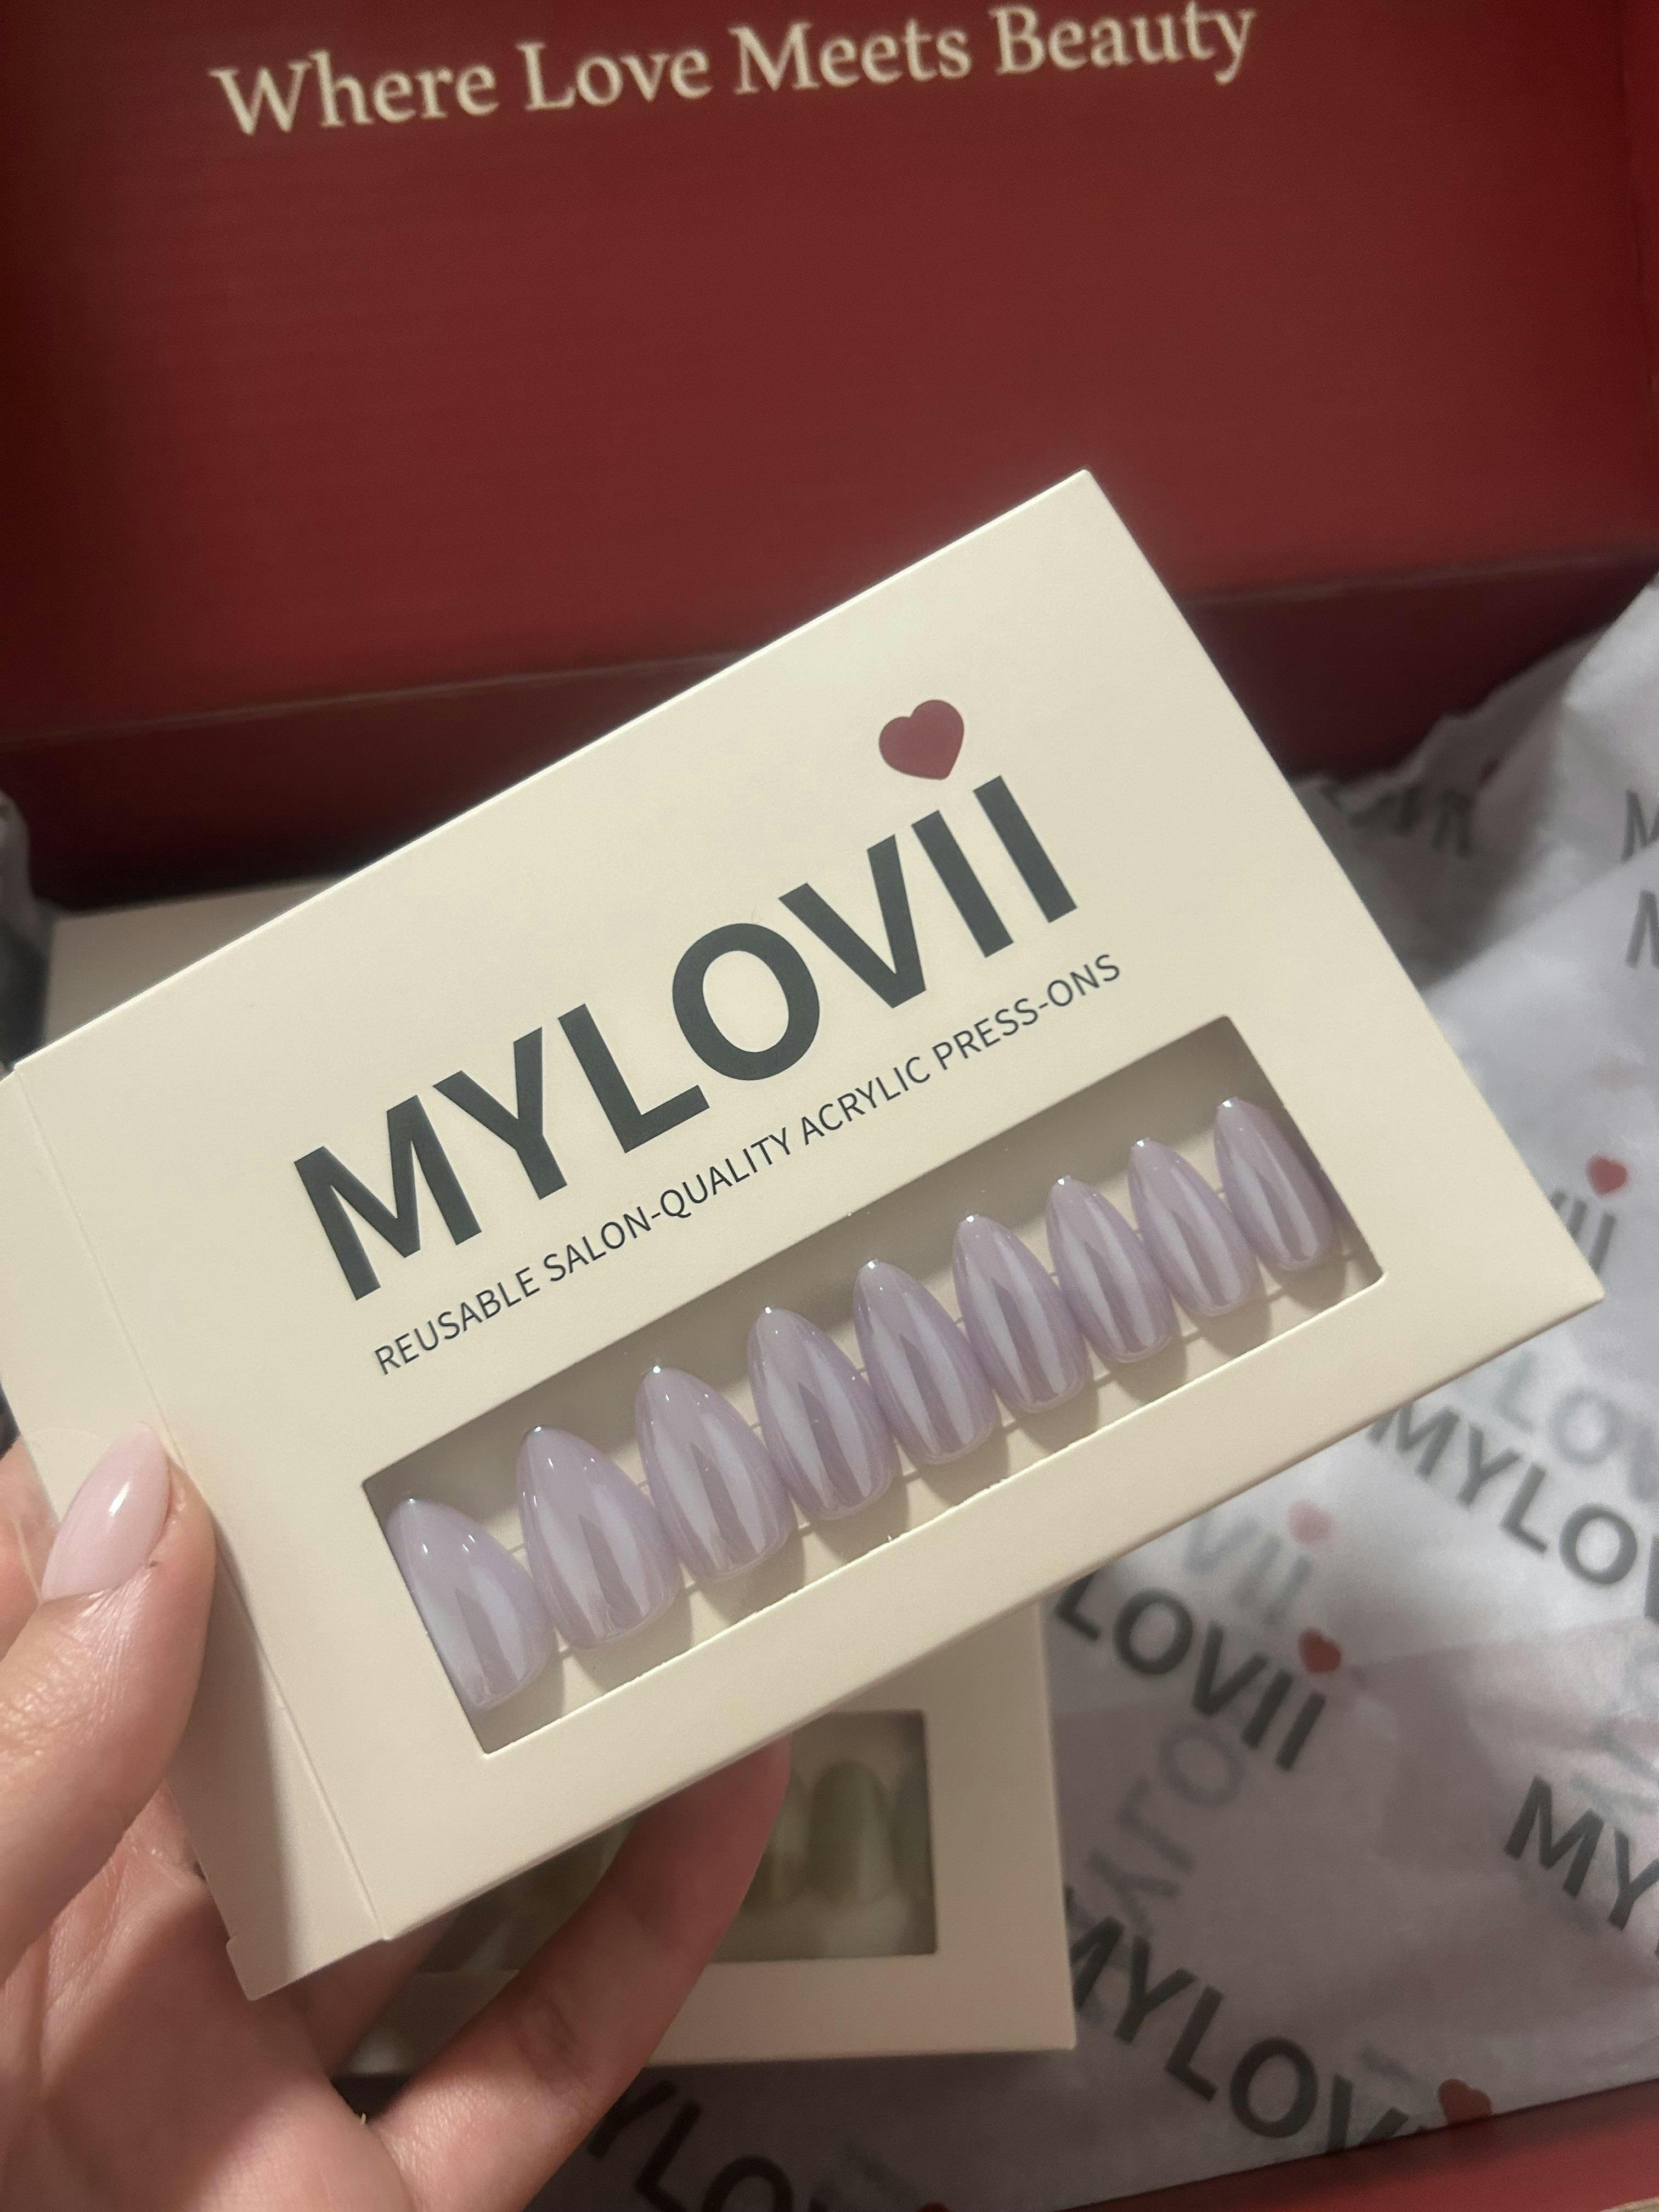 Where Love Meets Beauty
MYLOVII
REUSABLE SALON-QUALITY ACRYLIC PRESS-ONS
MYLOVII
MYLOVII